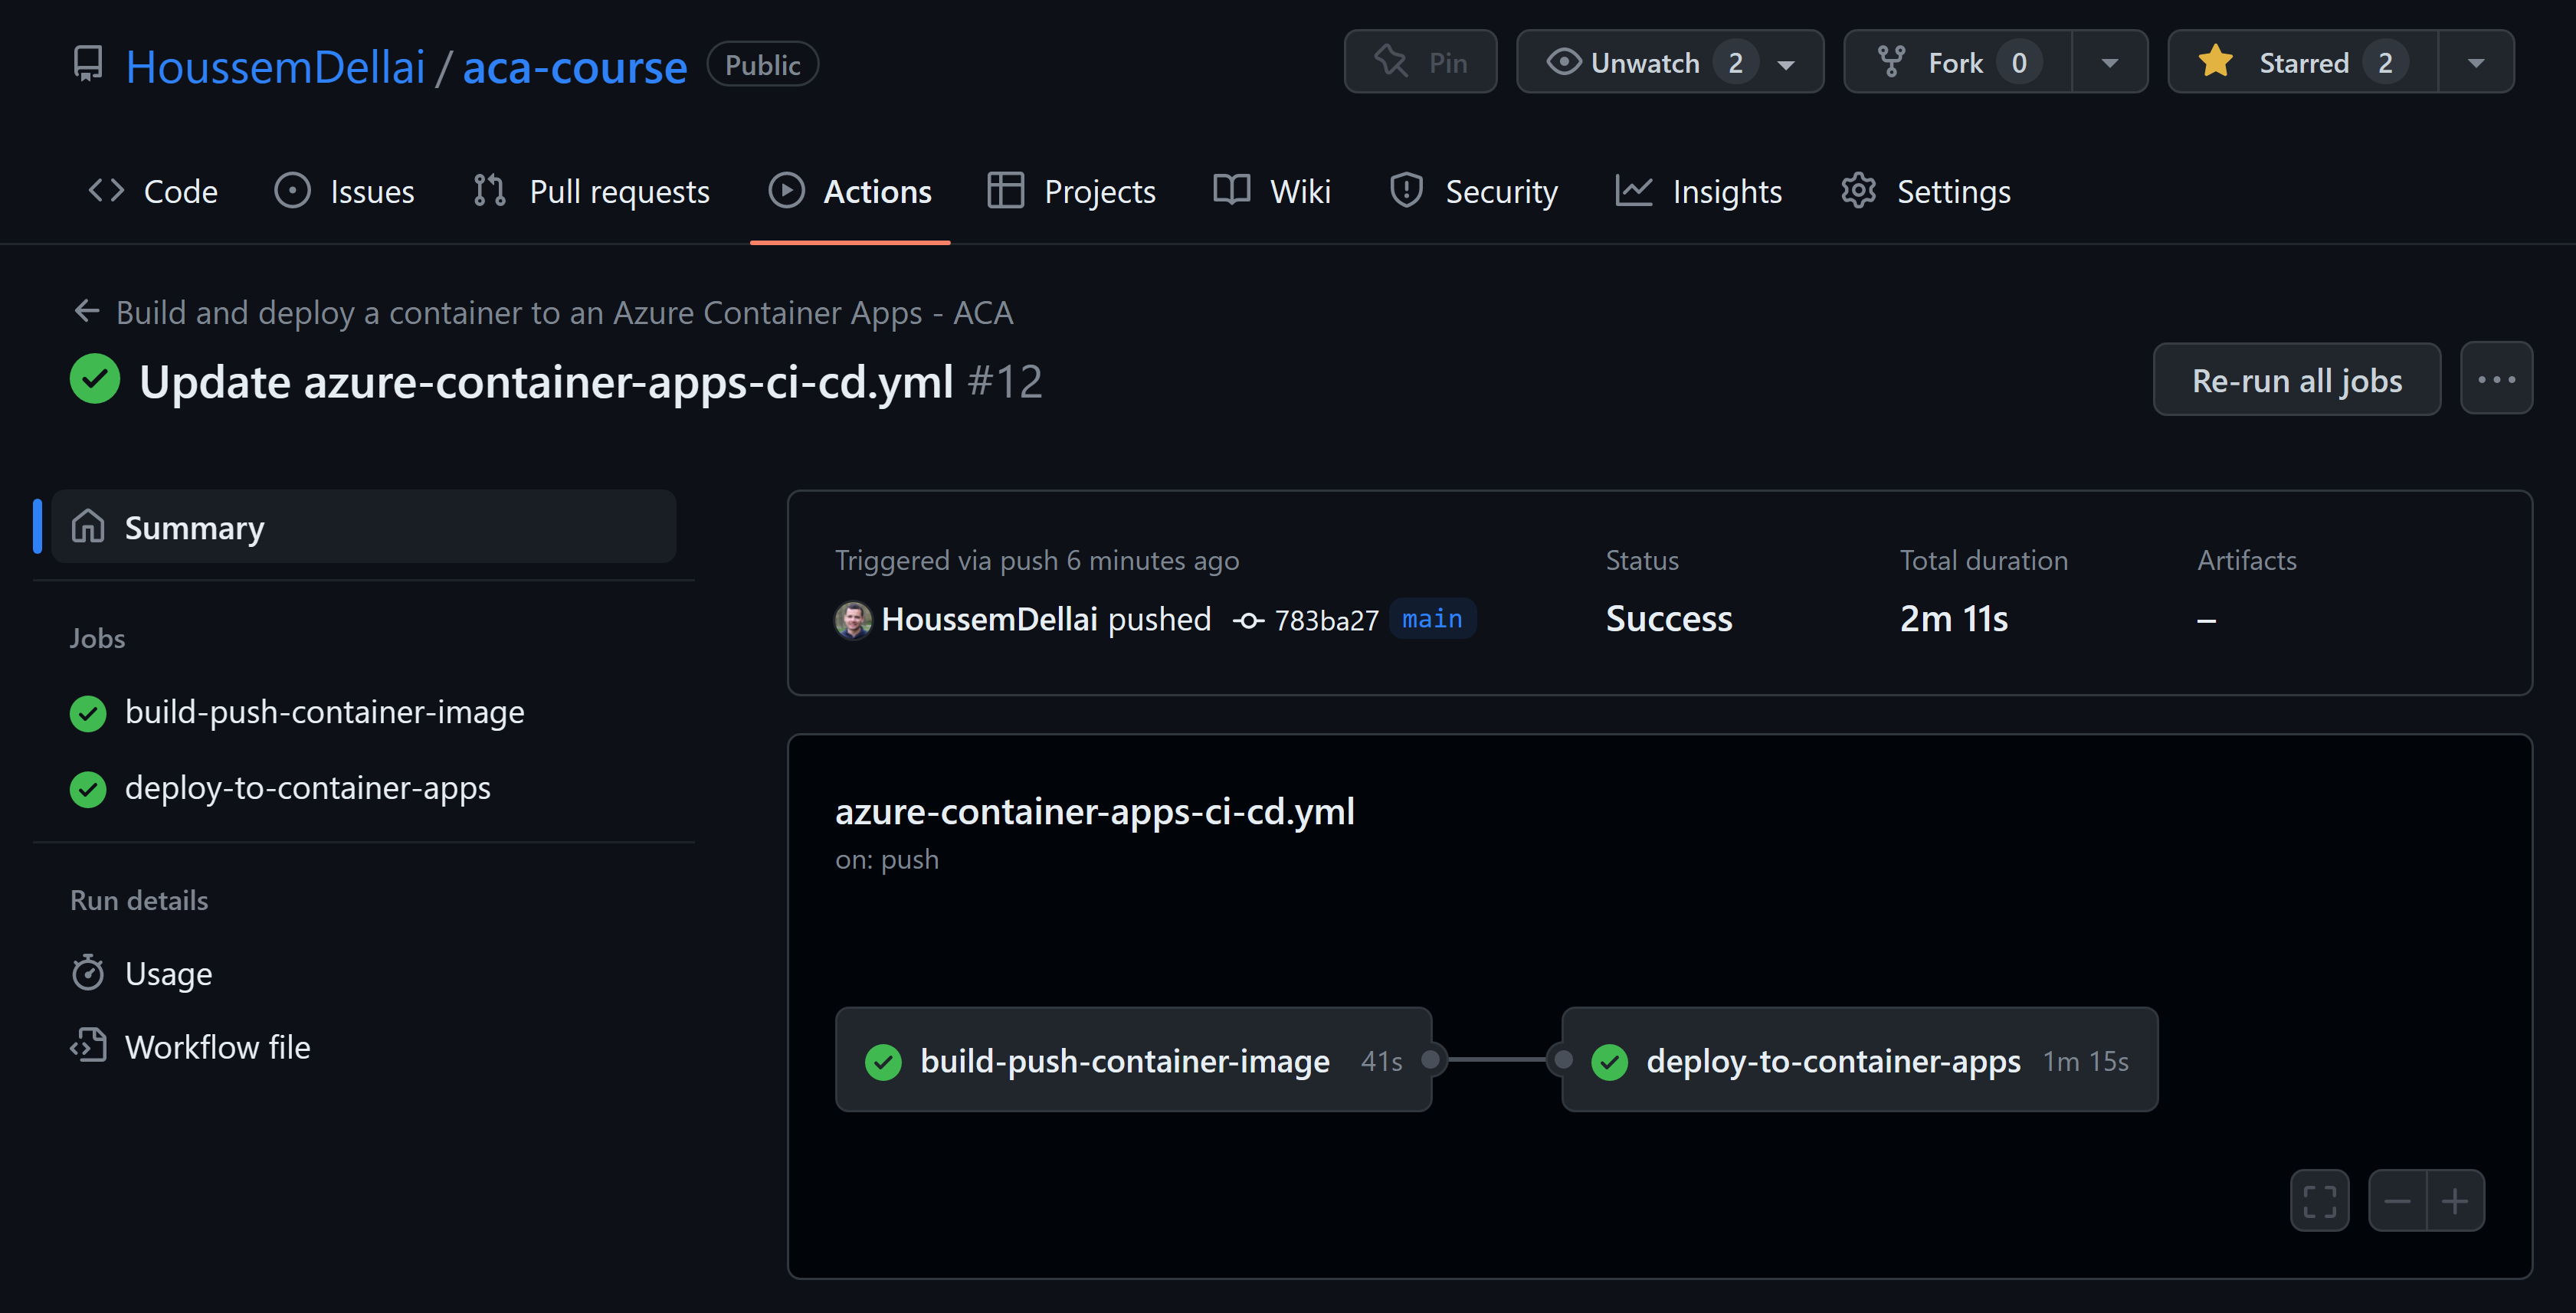 HoussemDellai / aca-course Public
Pin
Unwatch 2
Fork 0
Starred 2
Code Issues Pull requests Actions Projects Wiki Security Insights Settings
Build and deploy a container to an Azure Container Apps - ACA
Update azure-container-apps-ci-cd.yml #12
Re-run all jobs
Summary
Jobs
build-push-container-image
deploy-to-container-apps
Run details
Usage
Workflow file
Triggered via push 6 minutes ago
HoussemDellai pushed 783ba27 main
Status
Success
Total duration
2m 11s
Artifacts
–
azure-container-apps-ci-cd.yml
on: push
build-push-container-image 41s
deploy-to-container-apps 1m 15s